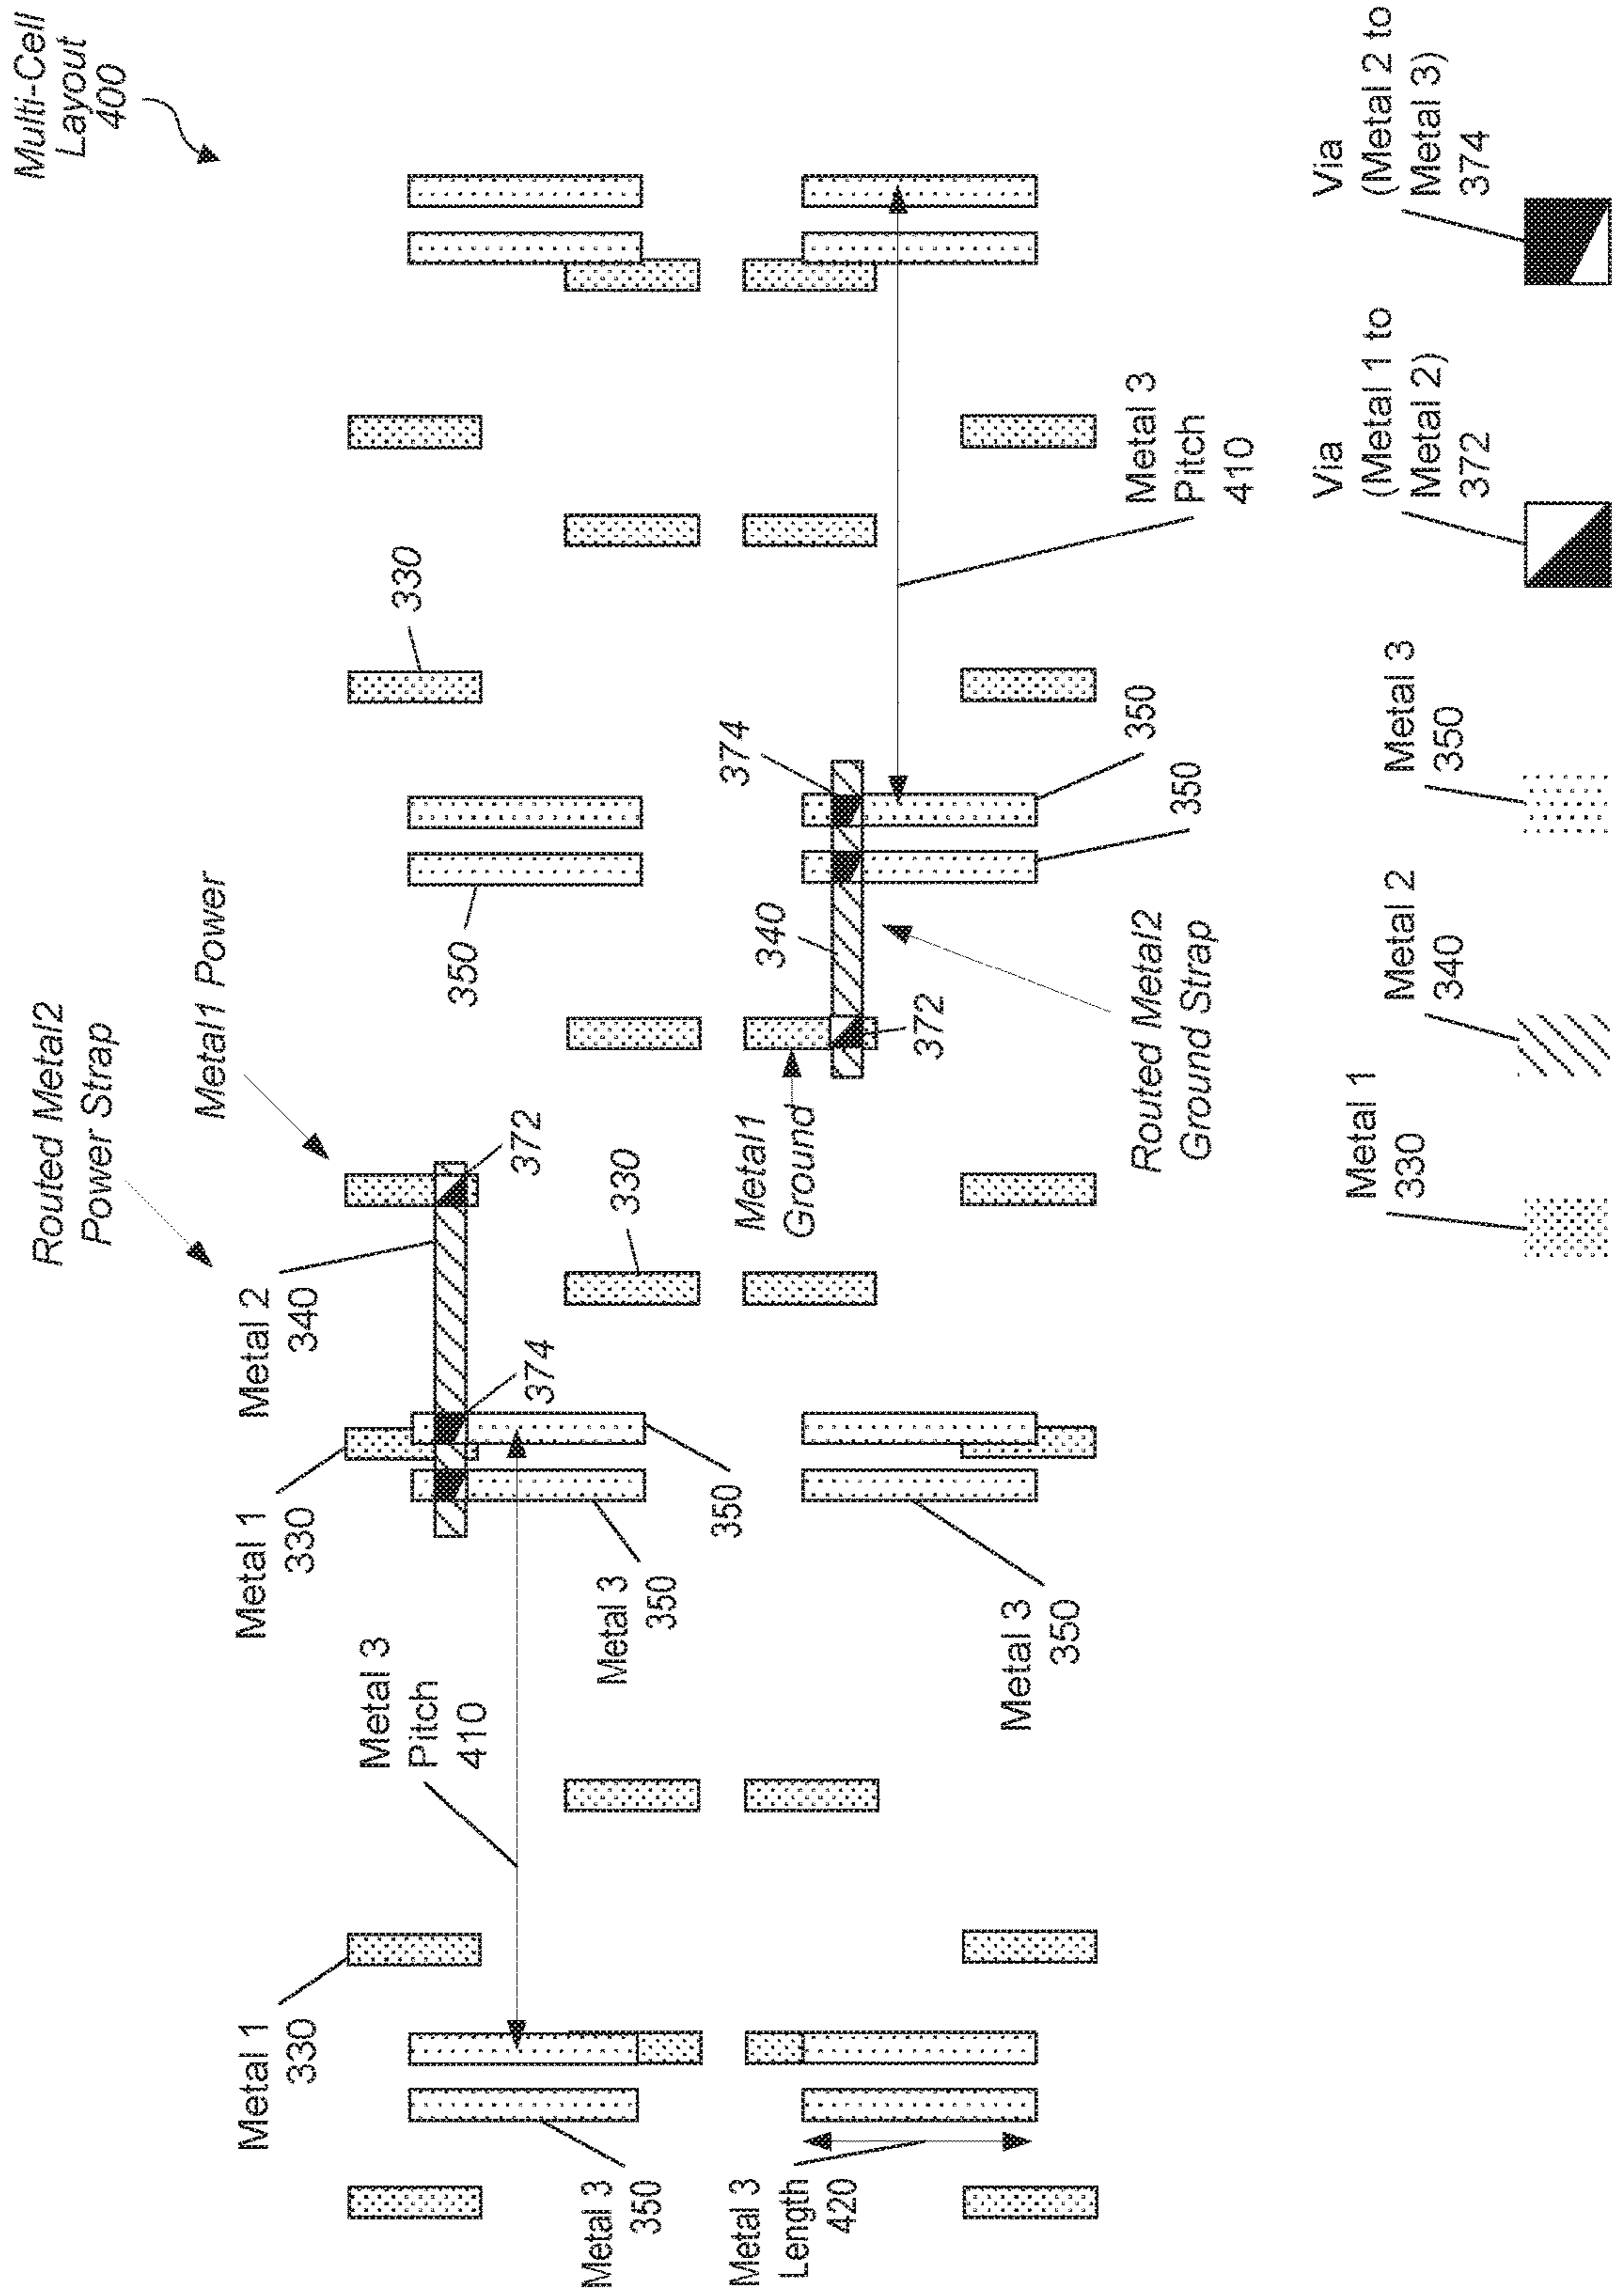 Multi-Cell
Layout
400
Routed Metal2
Power Strap
Metal1 Power
Metal 2
340
Metal 1
330
Metal 1
330
372
374
350
330
350
Metal 3
Pitch
410
Metal 3
350
330
Metal1
Ground
374
340
372
350
350
Routed Metal2
Ground Strap
Metal 3
Pitch
410
Metal 3
350
Metal 3
350
Metal 3
Length
420
Metal 1
330
Metal 2
340
Metal 3
350
Via
(Metal 1 to
Metal 2)
372
Via
(Metal 2 to
Metal 3)
374